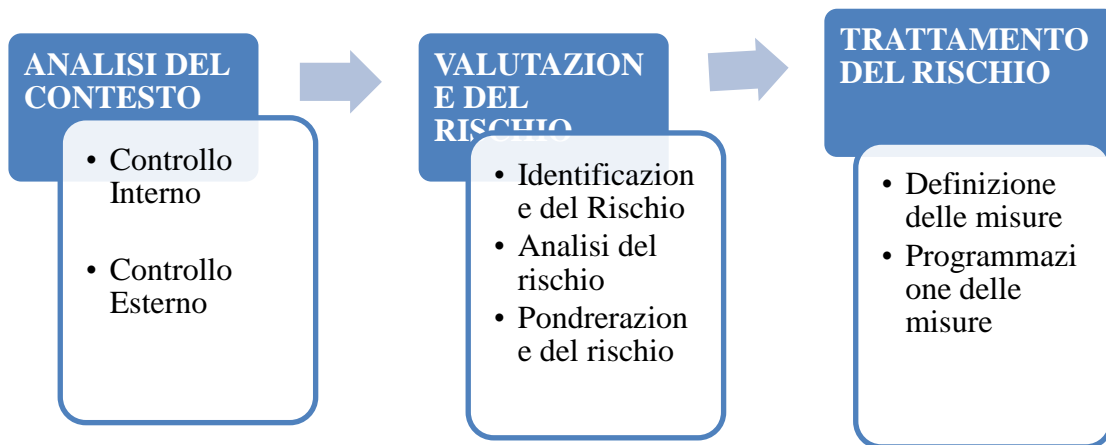 ANALISI DEL
CONTESTO
• Controllo
Interno
• Controllo
Esterno
VALUTAZION
E DEL
RISCHIO
• Identificazion
e del Rischio
• Analisi del
rischio
• Pondrerazion
e del rischio
TRATTAMENTO
DEL RISCHIO
• Definizione
delle misure
• Programmazi
one delle
misure